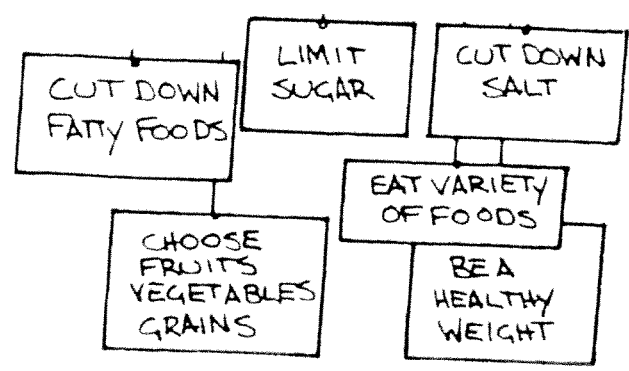 CUT DOWN
FATTY FOODS
LIMIT
SUGAR
CUT DOWN
SALT
CHOOSE
FRUITS
VEGETABLES
GRAINS
EAT VARIETY
OF FOODS
BE A
HEALTHY
WEIGHT